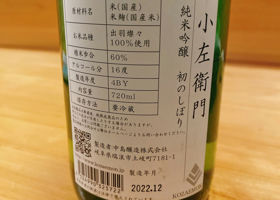 小左衛門
純米吟醸 初のしぼり
原材料名 米(国産)
米麹(国産米)
お米品種 出羽燦々
100%使用
精米歩合 60%
アルコール分 16度
製造年度 4BY
内容量 720ml
保存方法 要冷蔵
製造者 中島醸造株式会社
岐阜県瑞浪市土岐町7181-1
製造年月
2022.12
KOZAEMON